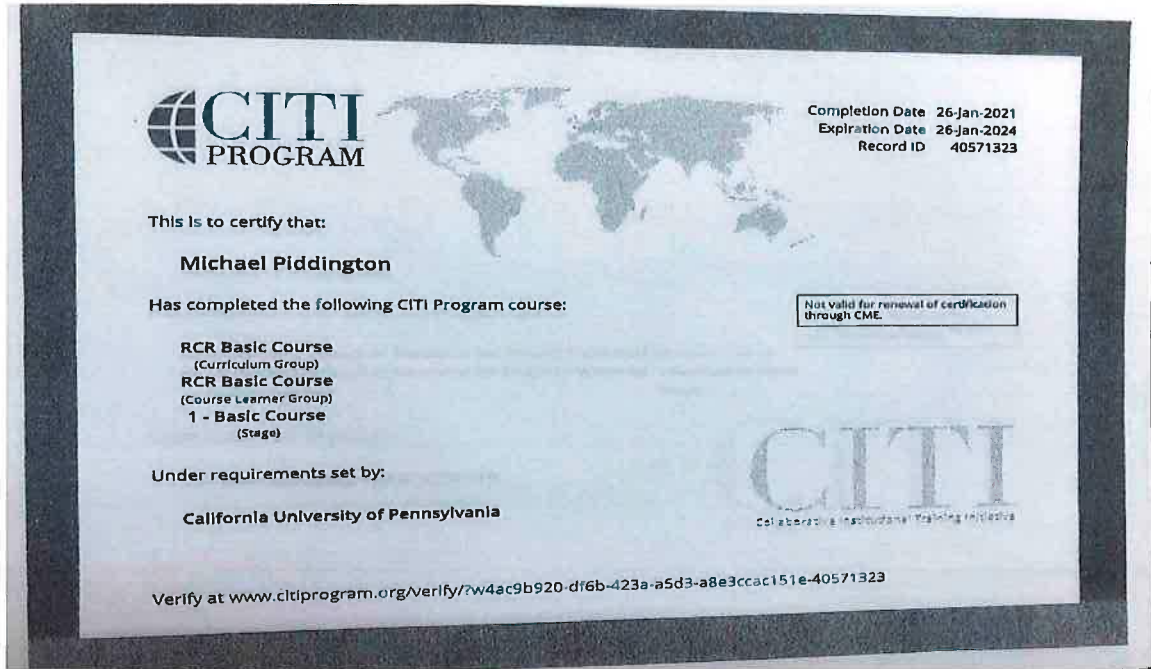 CITI
PROGRAM
Completion Date 26-Jan-2021
Expiration Date 26-Jan-2024
Record ID 40571323
This is to certify that:
Michael Piddington
Has completed the following CITI Program course:
Not valid for renewal of certification
through CME.
RCR Basic Course
(Curriculum Group)
RCR Basic Course
(Course Learner Group)
1 - Basic Course
(Stage)
Under requirements set by:
California University of Pennsylvania
CITI
Collaborative Institutional Training Initiative
Verify at www.citiprogram.org/verify/?w4ac9b920-df6b-423a-a5d3-a8e3ccac151e-40571323